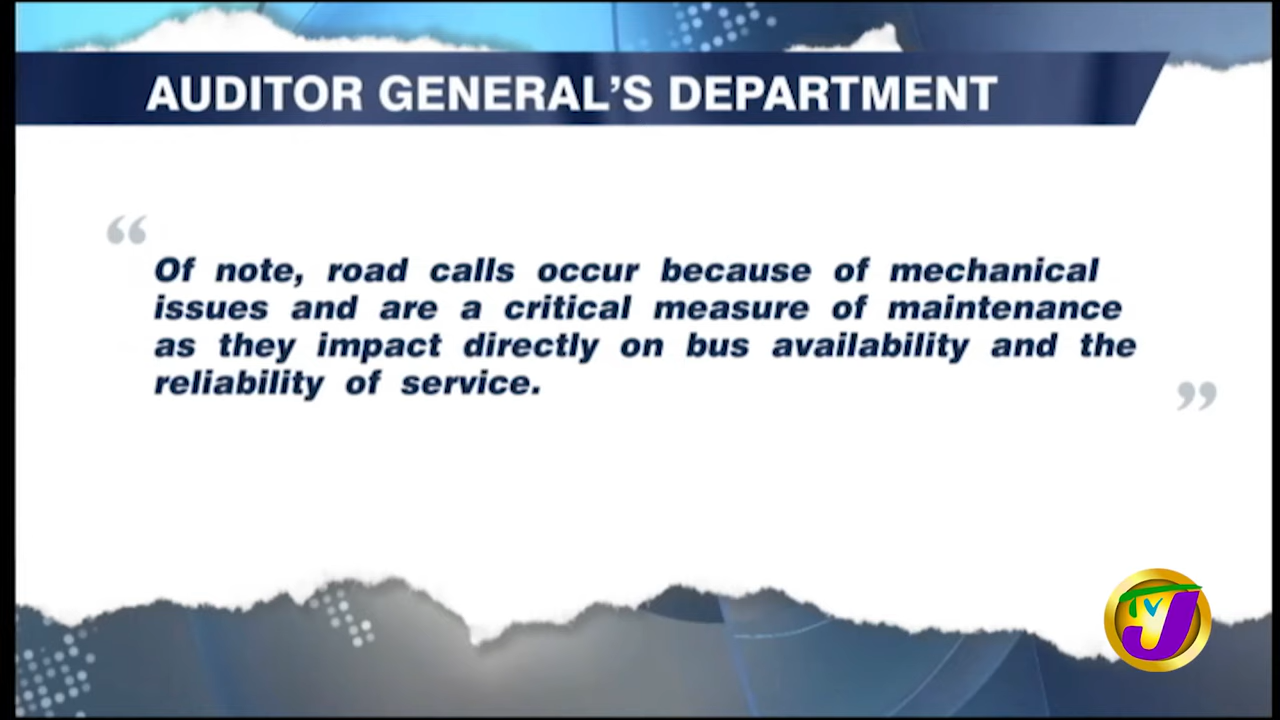 AUDITOR GENERAL’S DEPARTMENT
“
Of note, road calls occur because of mechanical
issues and are a critical measure of maintenance
as they impact directly on bus availability and the
reliability of service.
”
TVJ